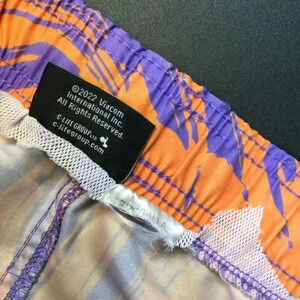 ©2022 Viacom
International Inc.
All Rights Reserved.
C-LIFE GROUP LTD
c-lifegroup.com